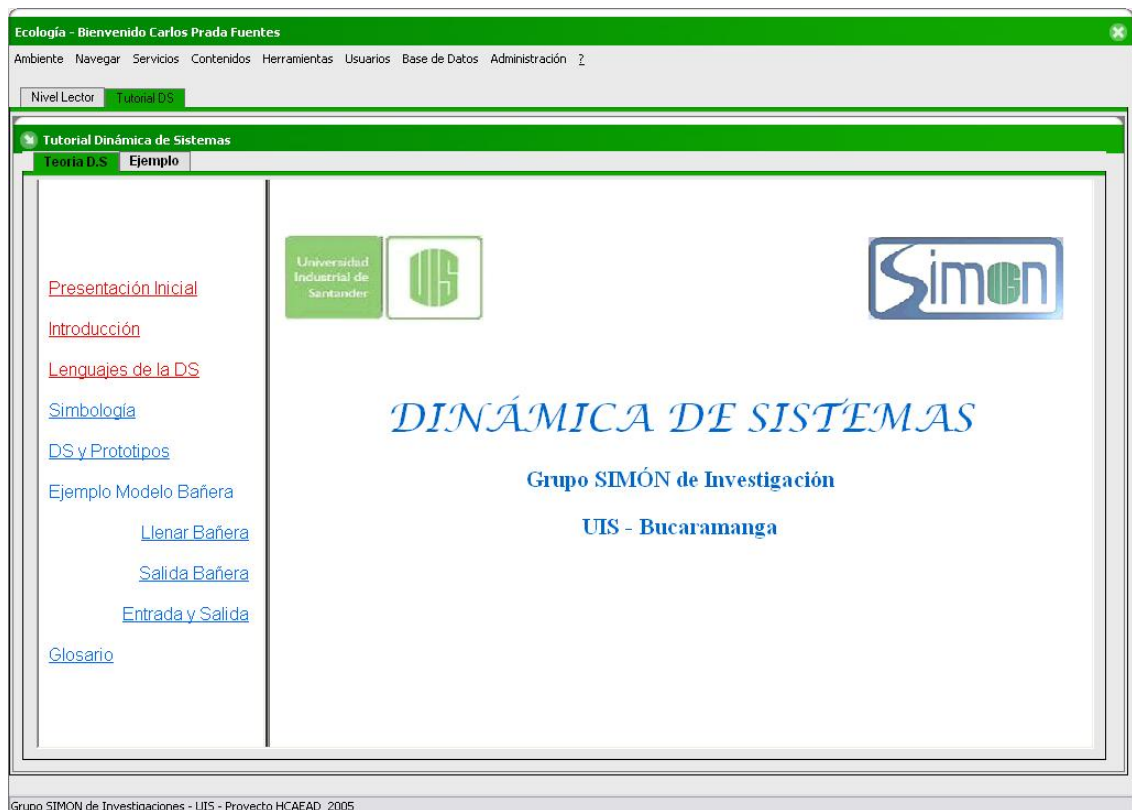 Ecología - Bienvenido Carlos Prada Fuentes
Ambiente Navegar Servicios Contenidos Herramientas Usuarios Base de Datos Administración ?
Nivel Lector Tutorial DS
Tutorial Dinámica de Sistemas
Teoría D.S Ejemplo
Presentación Inicial
Introducción
Lenguajes de la DS
Simbología
DS y Prototipos
Ejemplo Modelo Bañera
Llenar Bañera
Salida Bañera
Entrada y Salida
Glosario
Universidad
Industrial de
Santander
UIS
Simon
DINÁMICA DE SISTEMAS
Grupo SIMÓN de Investigación
UIS - Bucaramanga
Grupo SIMON de Investigaciones - UIS - Proyecto HCAEAD 2005